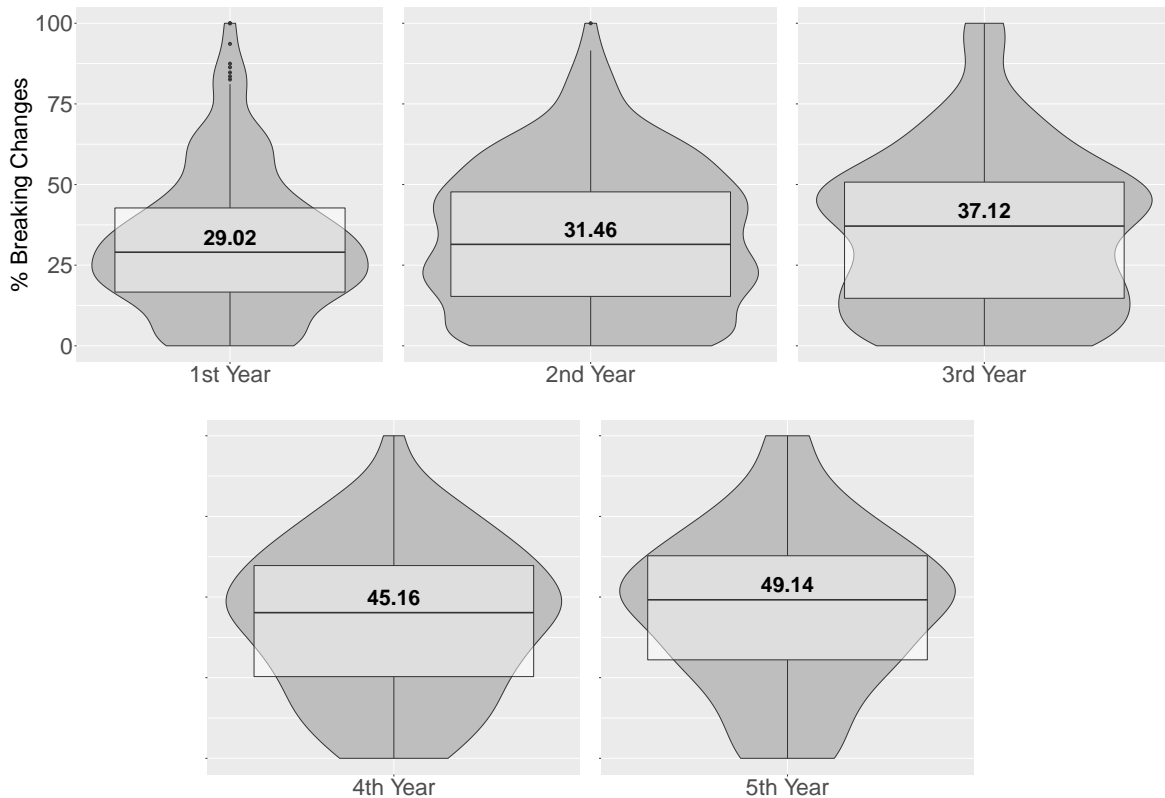 % Breaking Changes
100
75
50
25
0
29.02
31.46
37.12
1st Year
2nd Year
3rd Year
45.16
49.14
4th Year
5th Year